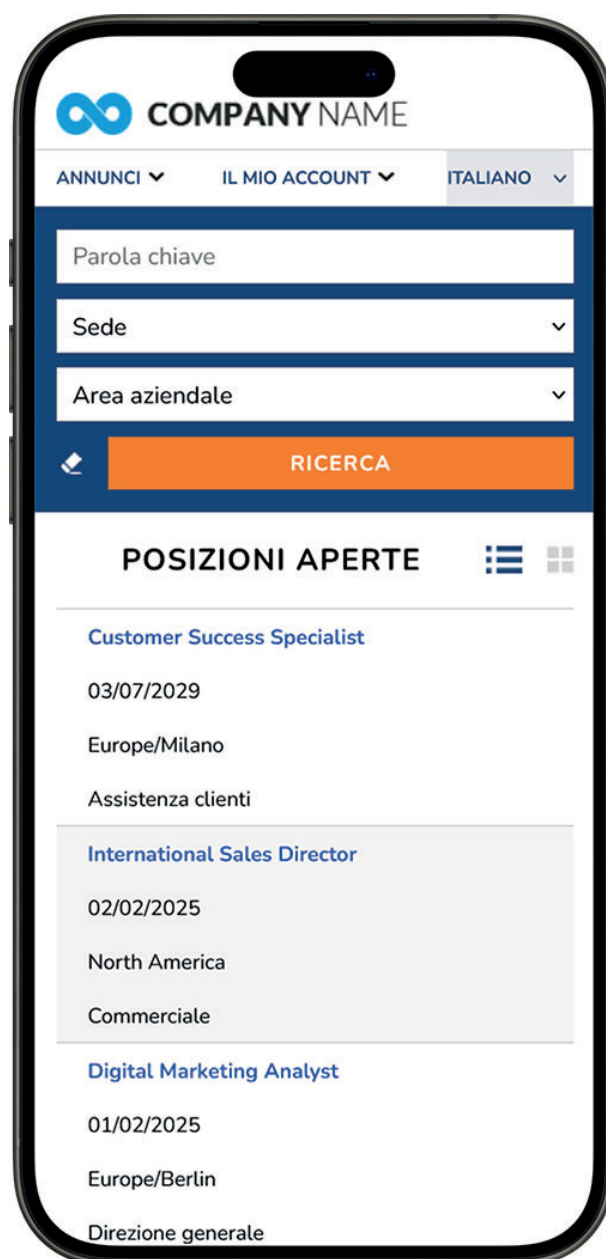 COMPANY NAME
ANNUNCI IL MIO ACCOUNT ITALIANO
Parola chiave
Sede
Area aziendale
RICERCA
POSIZIONI APERTE
Customer Success Specialist
03/07/2029
Europe/Milano
Assistenza clienti
International Sales Director
02/02/2025
North America
Commerciale
Digital Marketing Analyst
01/02/2025
Europe/Berlin
Direzione generale